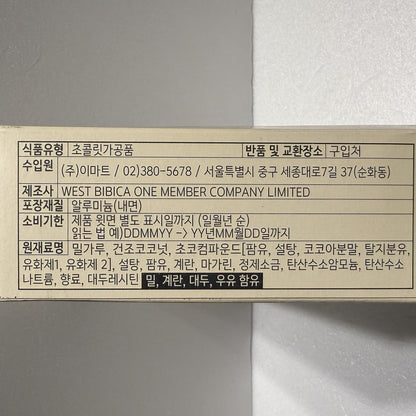 식품유형 초콜릿가공품 반품 및 교환장소 구입처
수입원 (주)이마트 / 02)380-5678 / 서울특별시 중구 세종대로7길 37(순화동)
제조사 WEST BIBICA ONE MEMBER COMPANY LIMITED
포장재질 알루미늄(내면)
소비기한 제품 윗면 별도 표시일까지 (일월년 순)
읽는 법 예)DDMMYY -> YY년MM월DD일까지
원재료명 밀가루, 건조코코넛, 초코컴파운드[팜유, 설탕, 코코아분말, 탈지분유,
유화제1, 유화제 2], 설탕, 팜유, 계란, 마가린, 정제소금, 탄산수소암모늄, 탄산수소
나트륨, 향료, 대두레시틴 밀, 계란, 대두, 우유 함유